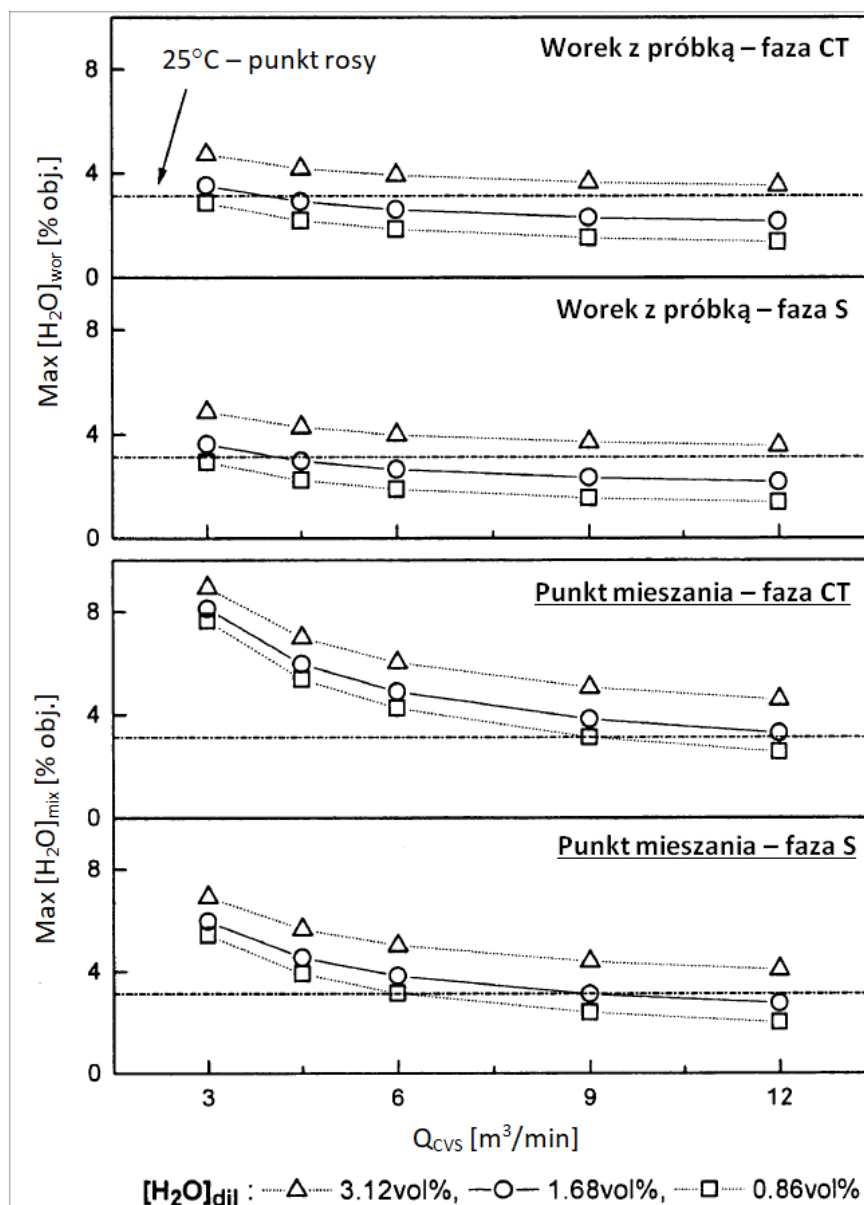 Worek z próbką – faza CT
25°C – punkt rosy
8
4
0
Max [H₂O]wor [% obj.]
Worek z próbką – faza S
8
4
0
Punkt mieszania – faza CT
8
4
0
Max [H₂O]mix [% obj.]
Punkt mieszania – faza S
8
4
0
3 6 9 12
QCVS [m³/min]
[H₂O]dil : 3.12vol%, 1.68vol%, 0.86vol%